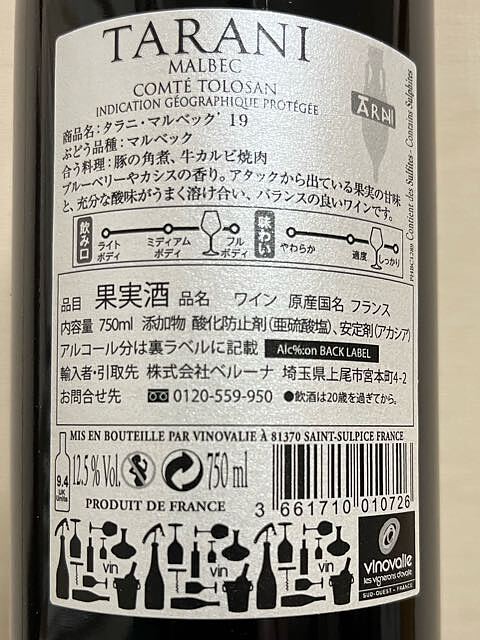 TARANI
MALBEC
COMTÉ TOLOSAN
INDICATION GÉOGRAPHIQUE PROTÉGÉE
ARNI
商品名:タラニ・マルベック' 19
ぶどう品種:マルベック
合う料理:豚の角煮、牛カルビ焼肉
ブルーベリーやカシスの香り。アタックから出ている果実の甘味
と、充分な酸味がうまく溶け合い、バランスの良いワインです。
Contient des Sulfites - Contains Sulphites
飲み口 ライトボディ ミディアムボディ フルボディ 味わい やわらか 適度 しっかり
品目 果実酒 品名 ワイン 原産国名 フランス
内容量 750ml 添加物 酸化防止剤(亜硫酸塩)、安定剤(アカシア)
アルコール分は裏ラベルに記載 Alc%:on BACK LABEL
輸入者・引取先 株式会社ベルーナ 埼玉県上尾市宮本町4-2
お問合せ先 0120-559-950 ●飲酒は20歳を過ぎてから。
MIS EN BOUTEILLE PAR VINOVALIE À 81370 SAINT-SULPICE FRANCE
9.4 UK Units 12.5 % Vol. 750 ml
PRODUIT DE FRANCE
3 661710 010726
vin vin vin
vinovalie
les vignerons d'ovalie
SUD-OUEST - FRANCE